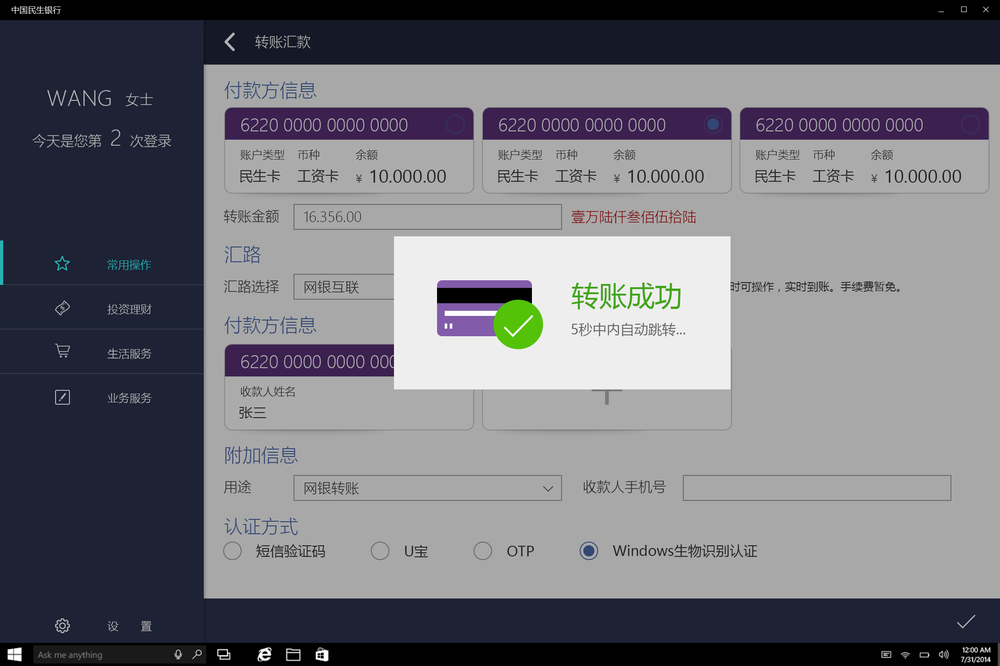 中国民生银行
转账汇款
WANG 女士
今天是您第 2 次登录
常用操作
投资理财
生活服务
业务服务
设 置
付款方信息
6220 0000 0000 0000
账户类型 币种 余额
民生卡 工资卡 ¥ 10.000.00
6220 0000 0000 0000
账户类型 币种 余额
民生卡 工资卡 ¥ 10.000.00
6220 0000 0000 0000
账户类型 币种 余额
民生卡 工资卡 ¥ 10.000.00
转账金额 16.356.00 壹万陆仟叁佰伍拾陆
汇路
汇路选择 网银互联 时可操作，实时到账。手续费暂免。
转账成功
5秒中内自动跳转...
付款方信息
6220 0000 0000 000
收款人姓名
张三
附加信息
用途 网银转账 收款人手机号
认证方式
短信验证码 U宝 OTP Windows生物识别认证
Ask me anything
12:00 AM
7/31/2014